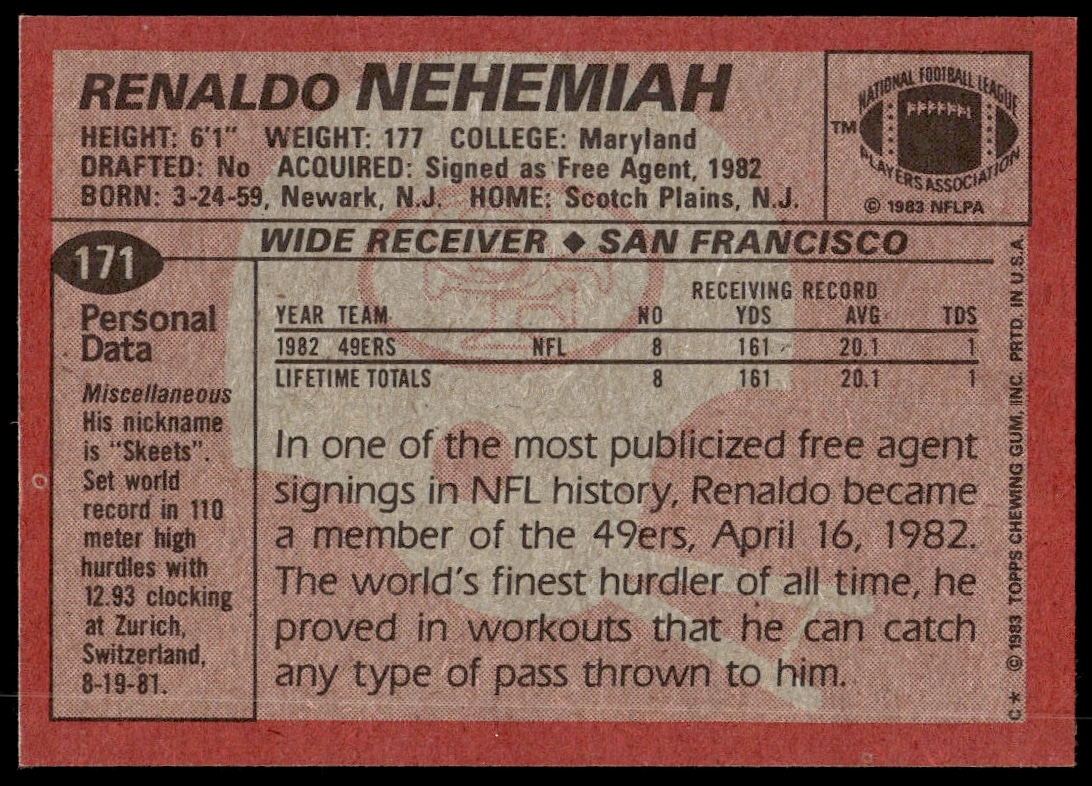 RENALDO NEHEMIAH
HEIGHT: 6'1" WEIGHT: 177 COLLEGE: Maryland
DRAFTED: No ACQUIRED: Signed as Free Agent, 1982
BORN: 3-24-59, Newark, N.J. HOME: Scotch Plains, N.J.
NATIONAL FOOTBALL LEAGUE
TM
PLAYERS ASSOCIATION
© 1983 NFLPA
171
WIDE RECEIVER ♦ SAN FRANCISCO
Personal
Data
Miscellaneous
His nickname
is "Skeets".
Set world
record in 110
meter high
hurdles with
12.93 clocking
at Zurich,
Switzerland,
8-19-81.
RECEIVING RECORD
YEAR TEAM NO YDS AVG TDS
1982 49ERS NFL 8 161 20.1 1
LIFETIME TOTALS 8 161 20.1 1
In one of the most publicized free agent
signings in NFL history, Renaldo became
a member of the 49ers, April 16, 1982.
The world's finest hurdler of all time, he
proved in workouts that he can catch
any type of pass thrown to him.
C* © 1983 TOPPS CHEWING GUM, INC. PRTD. IN U.S.A.